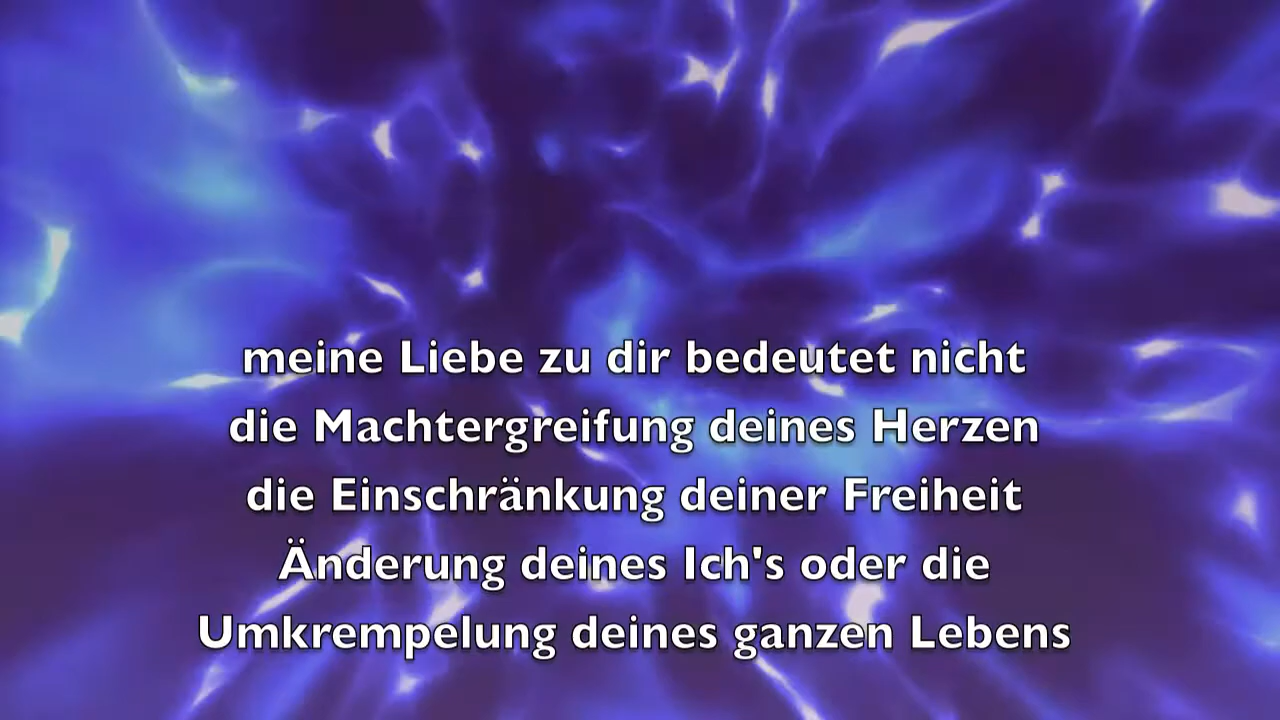 meine Liebe zu dir bedeutet nicht
die Machtergreifung deines Herzen
die Einschränkung deiner Freiheit
Änderung deines Ich's oder die
Umkrempelung deines ganzen Lebens